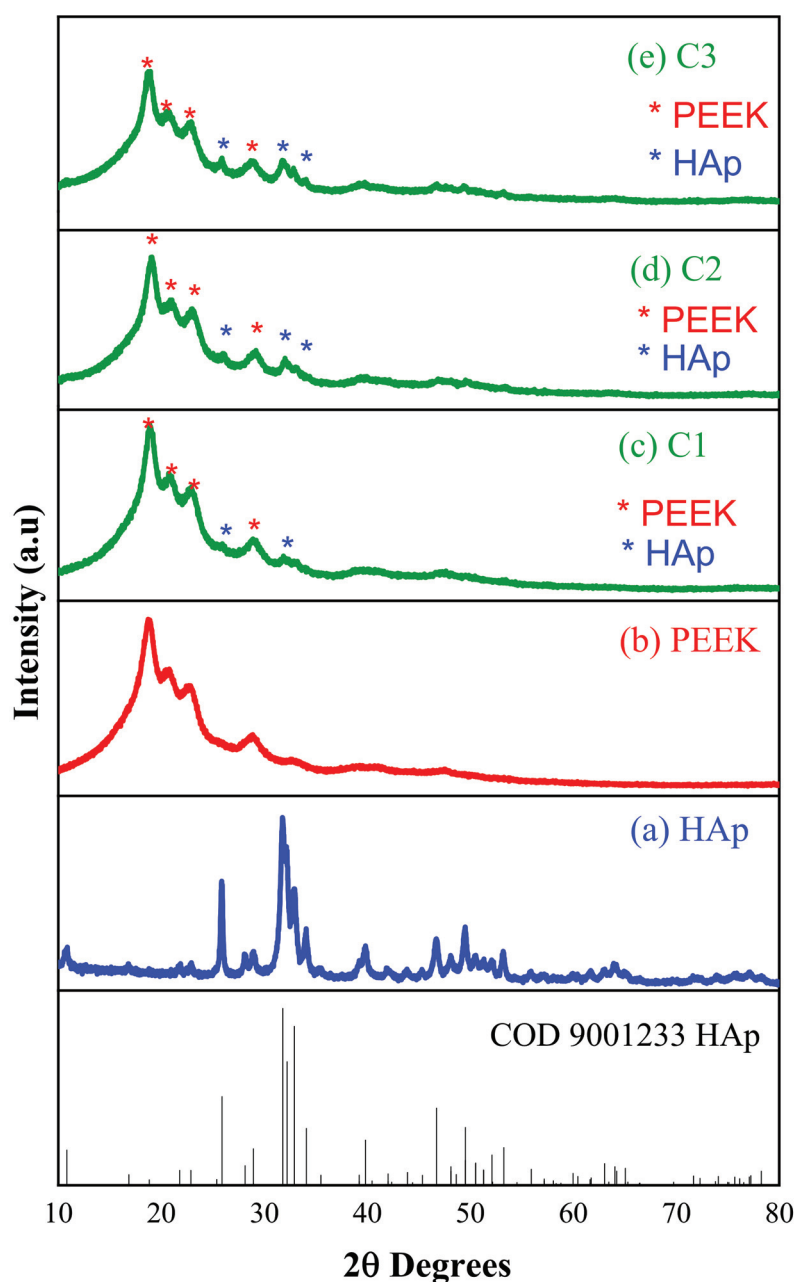 (e) C3
* PEEK
* HAp
(d) C2
* PEEK
* HAp
(c) C1
* PEEK
* HAp
(b) PEEK
(a) HAp
COD 9001233 HAp
Intensity (a.u)
10 20 30 40 50 60 70 80
2θ Degrees